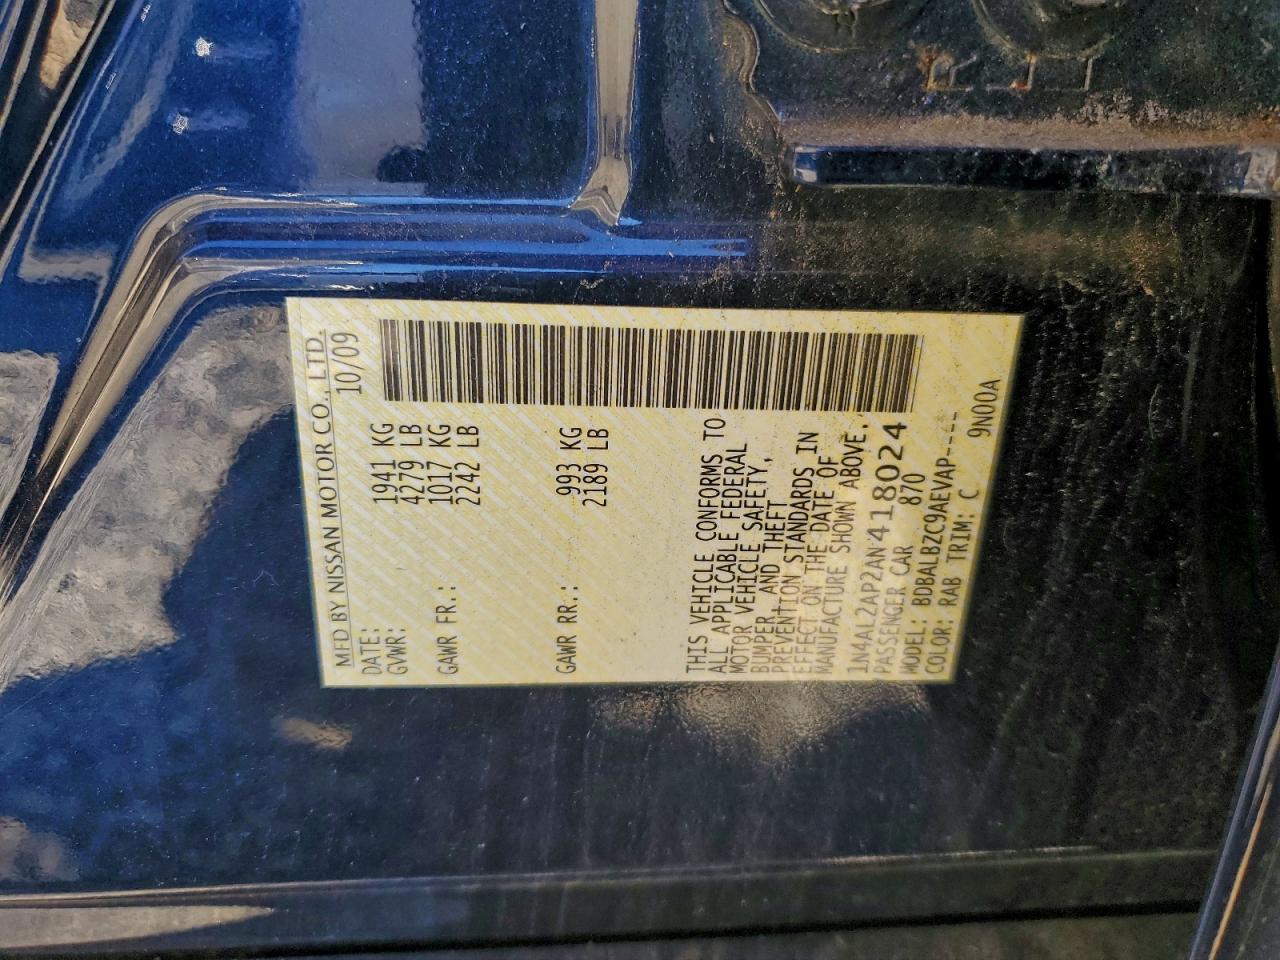 MFD BY NISSAN MOTOR CO., LTD.
DATE: 10/09
GVWR: 1941 KG
4279 LB
GAWR FR.: 1017 KG
2242 LB
GAWR RR.: 993 KG
2189 LB
THIS VEHICLE CONFORMS TO
ALL APPLICABLE FEDERAL
MOTOR VEHICLE SAFETY,
BUMPER, AND THEFT
PREVENTION STANDARDS IN
EFFECT ON THE DATE OF
MANUFACTURE SHOWN ABOVE.
1N4AL2AP2AN418024
PASSENGER CAR 870
MODEL: BDBALBZC9AEVAP----
COLOR: RAB TRIM: C 9N00A